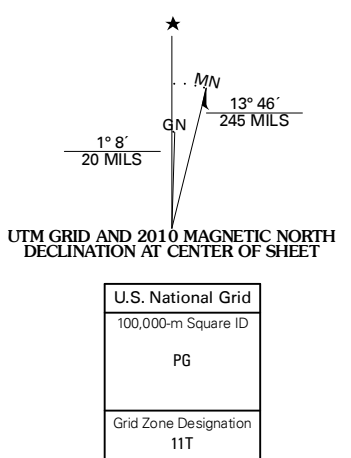 MN
13° 46´
245 MILS
GN
1° 8´
20 MILS
UTM GRID AND 2010 MAGNETIC NORTH
DECLINATION AT CENTER OF SHEET
U.S. National Grid
100,000-m Square ID
PG
Grid Zone Designation
11T